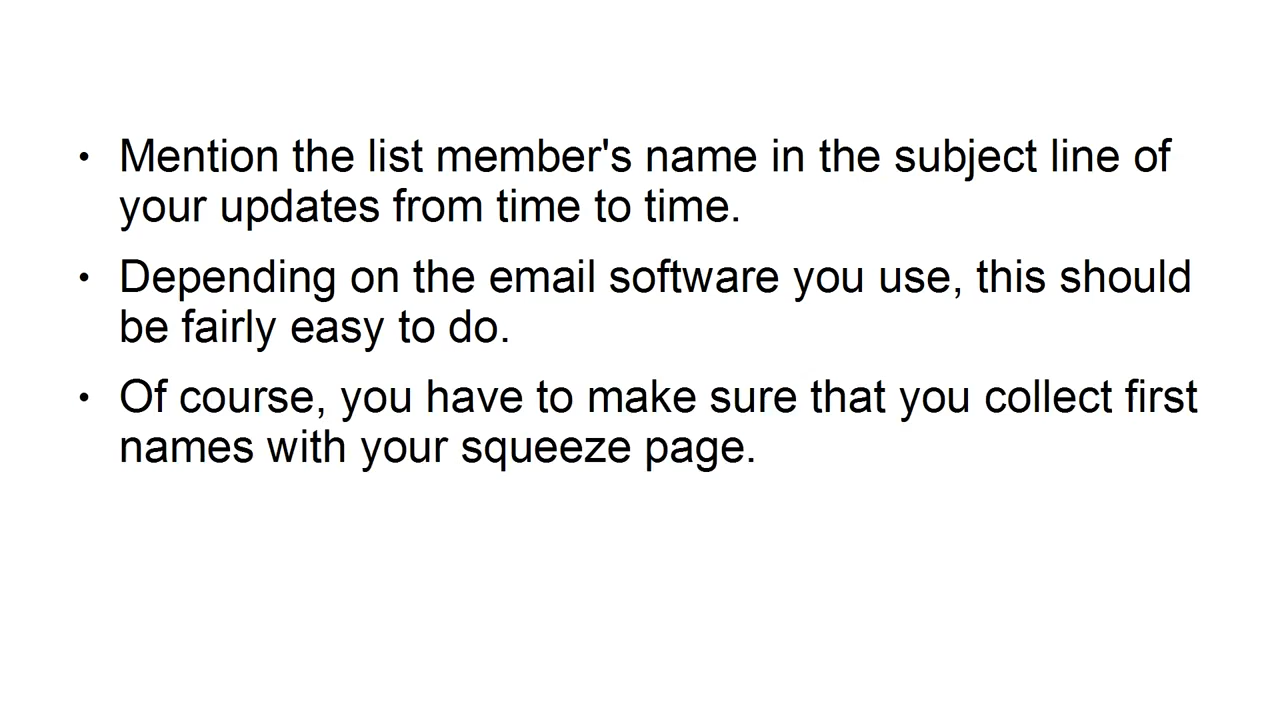 • Mention the list member's name in the subject line of
your updates from time to time.
• Depending on the email software you use, this should
be fairly easy to do.
• Of course, you have to make sure that you collect first
names with your squeeze page.